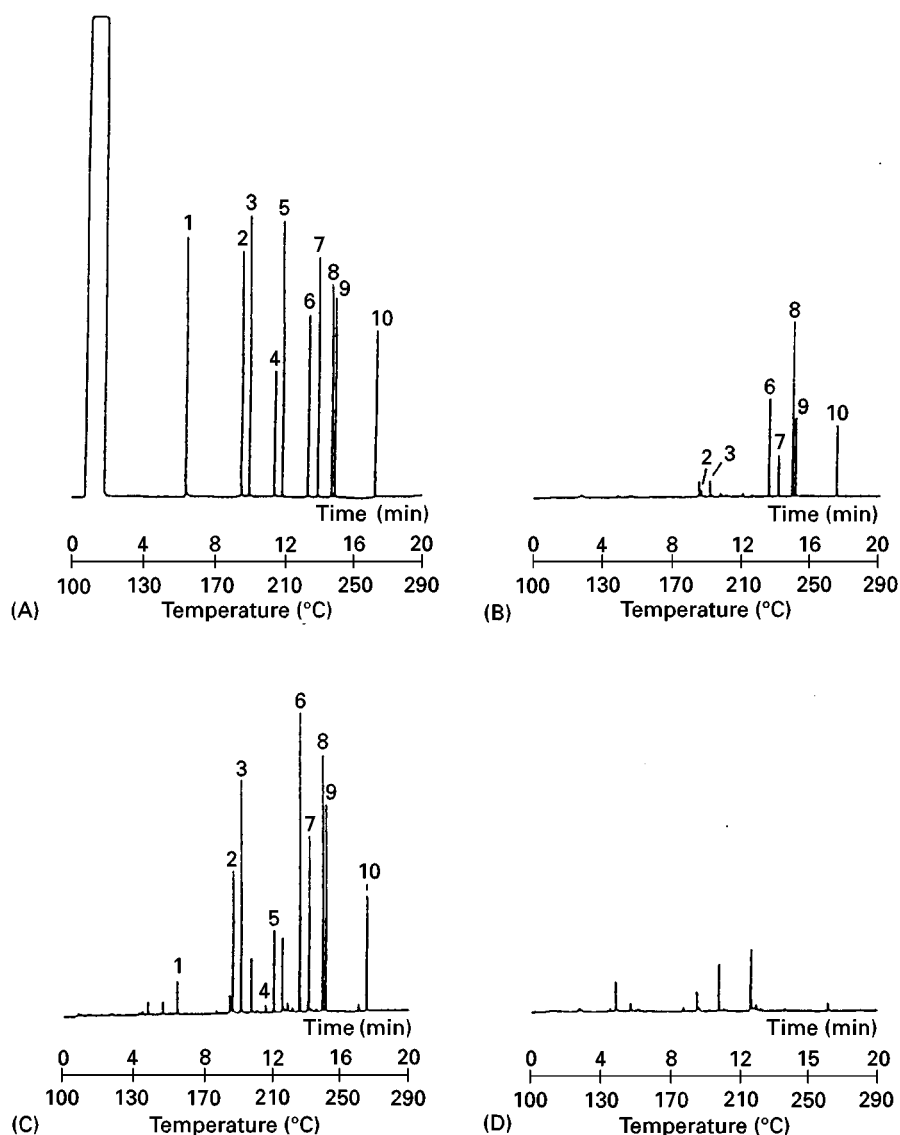 1
2
3
4
5
6
7
8
9
10
Time (min)
0 4 8 12 16 20
100 130 170 210 250 290
(A) Temperature (°C)
2
3
6
7
8
9
10
Time (min)
0 4 8 12 16 20
100 130 170 210 250 290
(B) Temperature (°C)
1
2
3
4
5
6
7
8
9
10
Time (min)
0 4 8 12 16 20
100 130 170 210 250 290
(C) Temperature (°C)
Time (min)
0 4 8 12 16 20
100 130 170 210 250 290
(D) Temperature (°C)